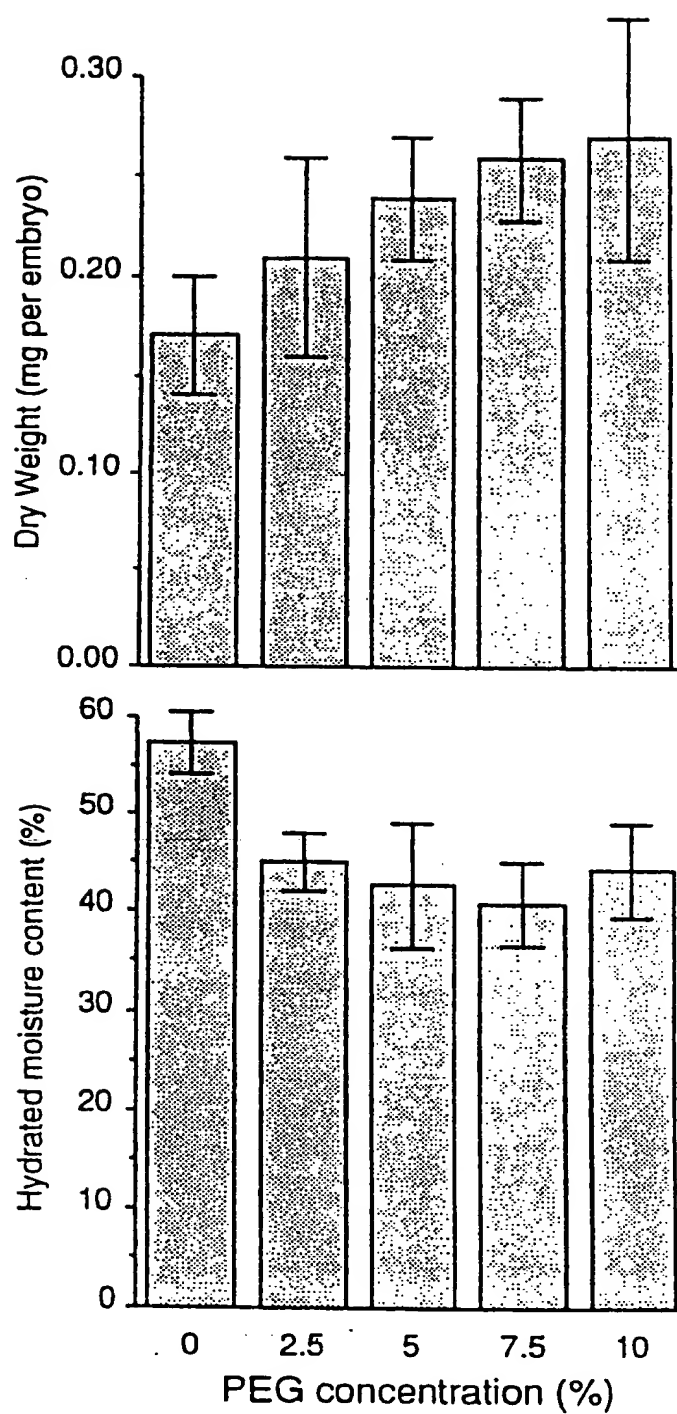 Dry Weight (mg per embryo)
0.30
0.20
0.10
0.00
Hydrated moisture content (%)
60
50
40
30
20
10
0
0 2.5 5 7.5 10
PEG concentration (%)